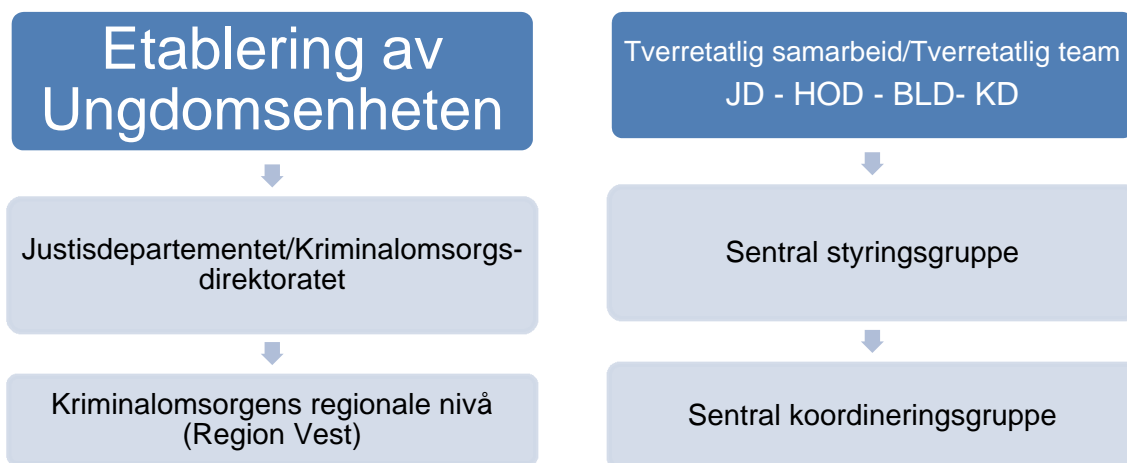 Etablering av
Ungdomsenheten
Justisdepartementet/Kriminalomsorgs-
direktoratet
Kriminalomsorgens regionale nivå
(Region Vest)
Tverretatlig samarbeid/Tverretatlig team
JD - HOD - BLD- KD
Sentral styringsgruppe
Sentral koordineringsgruppe